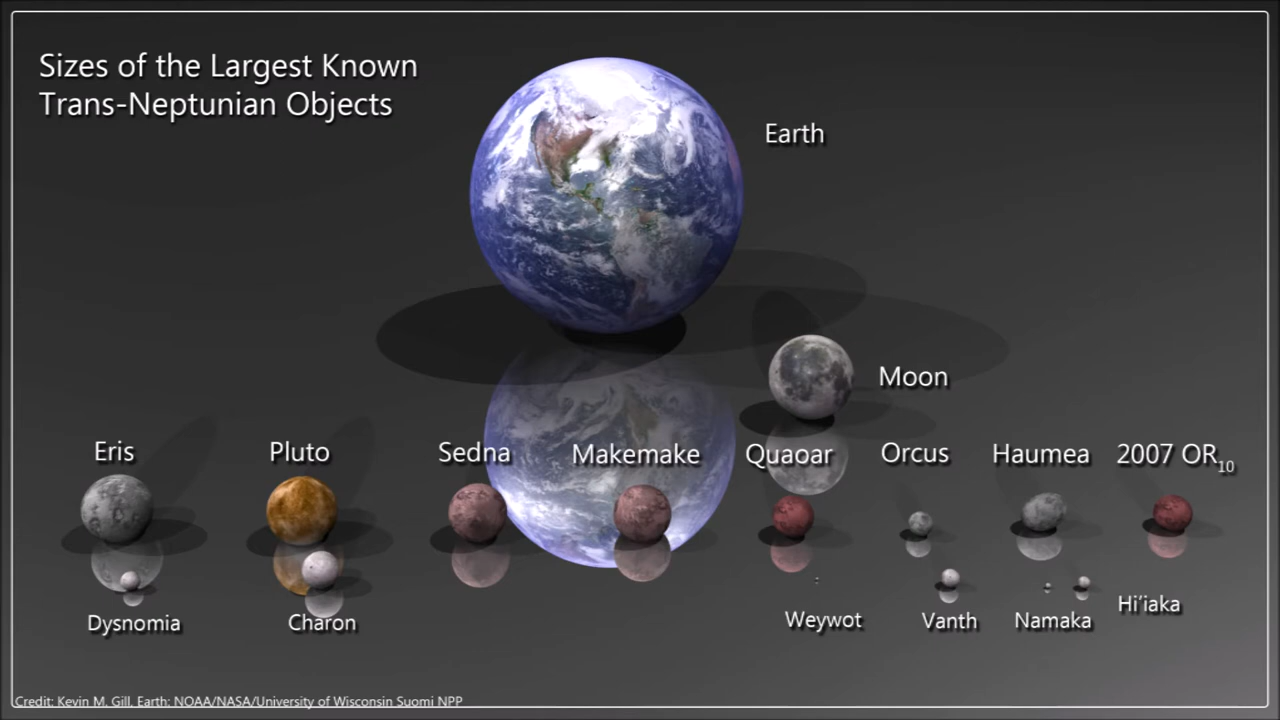 Sizes of the Largest Known
Trans-Neptunian Objects
Earth
Moon
Eris
Pluto
Sedna
Makemake
Quaoar
Orcus
Haumea
2007 OR10
Dysnomia
Charon
Weywot
Vanth
Namaka
Hi'iaka
Credit: Kevin M. Gill. Earth: NOAA/NASA/University of Wisconsin Suomi NPP